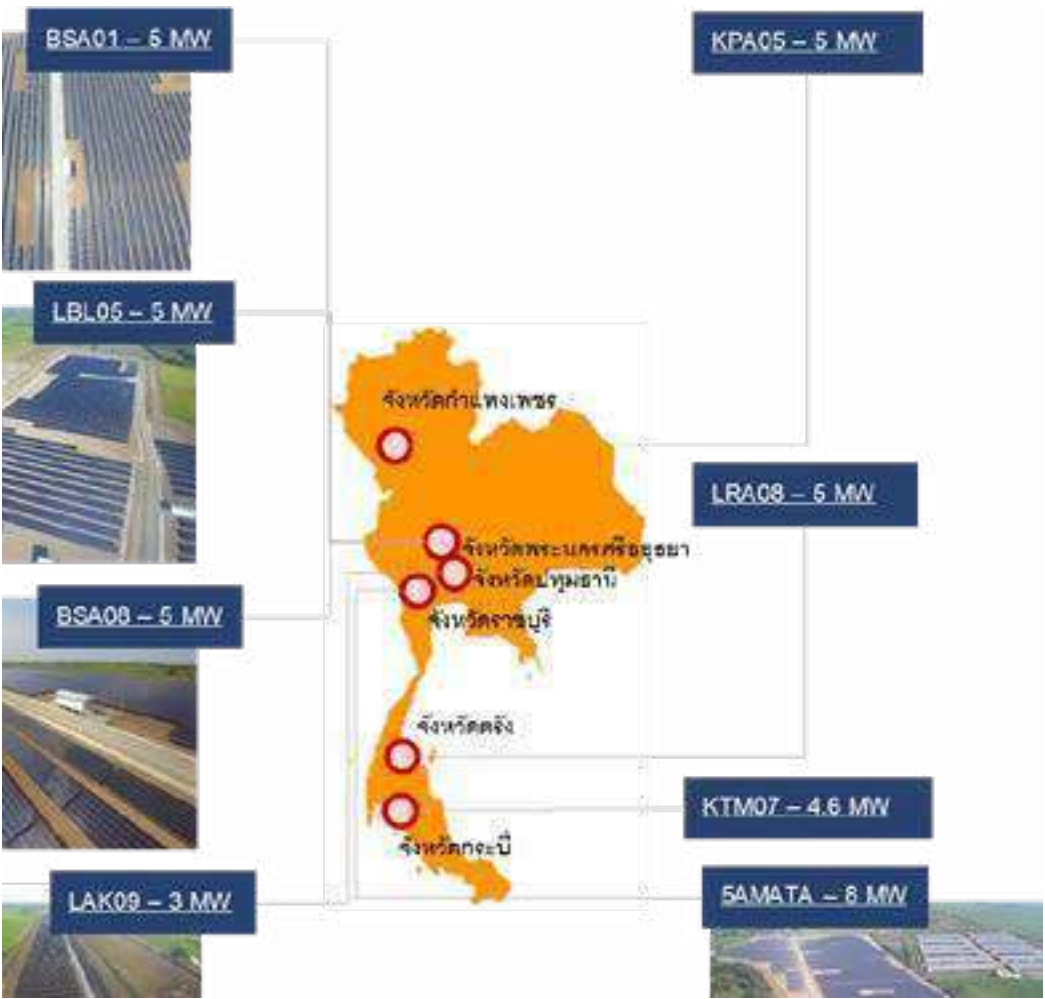 BSA01 – 5 MW
KPA05 – 5 MW
LBL05 – 5 MW
จังหวัดกำแพงเพชร
LRA08 – 5 MW
จังหวัดพระนครศรีอยุธยา
จังหวัดปทุมธานี
BSA08 – 5 MW
จังหวัดราชบุรี
จังหวัดตรัง
KTM07 – 4.6 MW
จังหวัดกระบี่
LAK09 – 3 MW
5AMATA – 8 MW